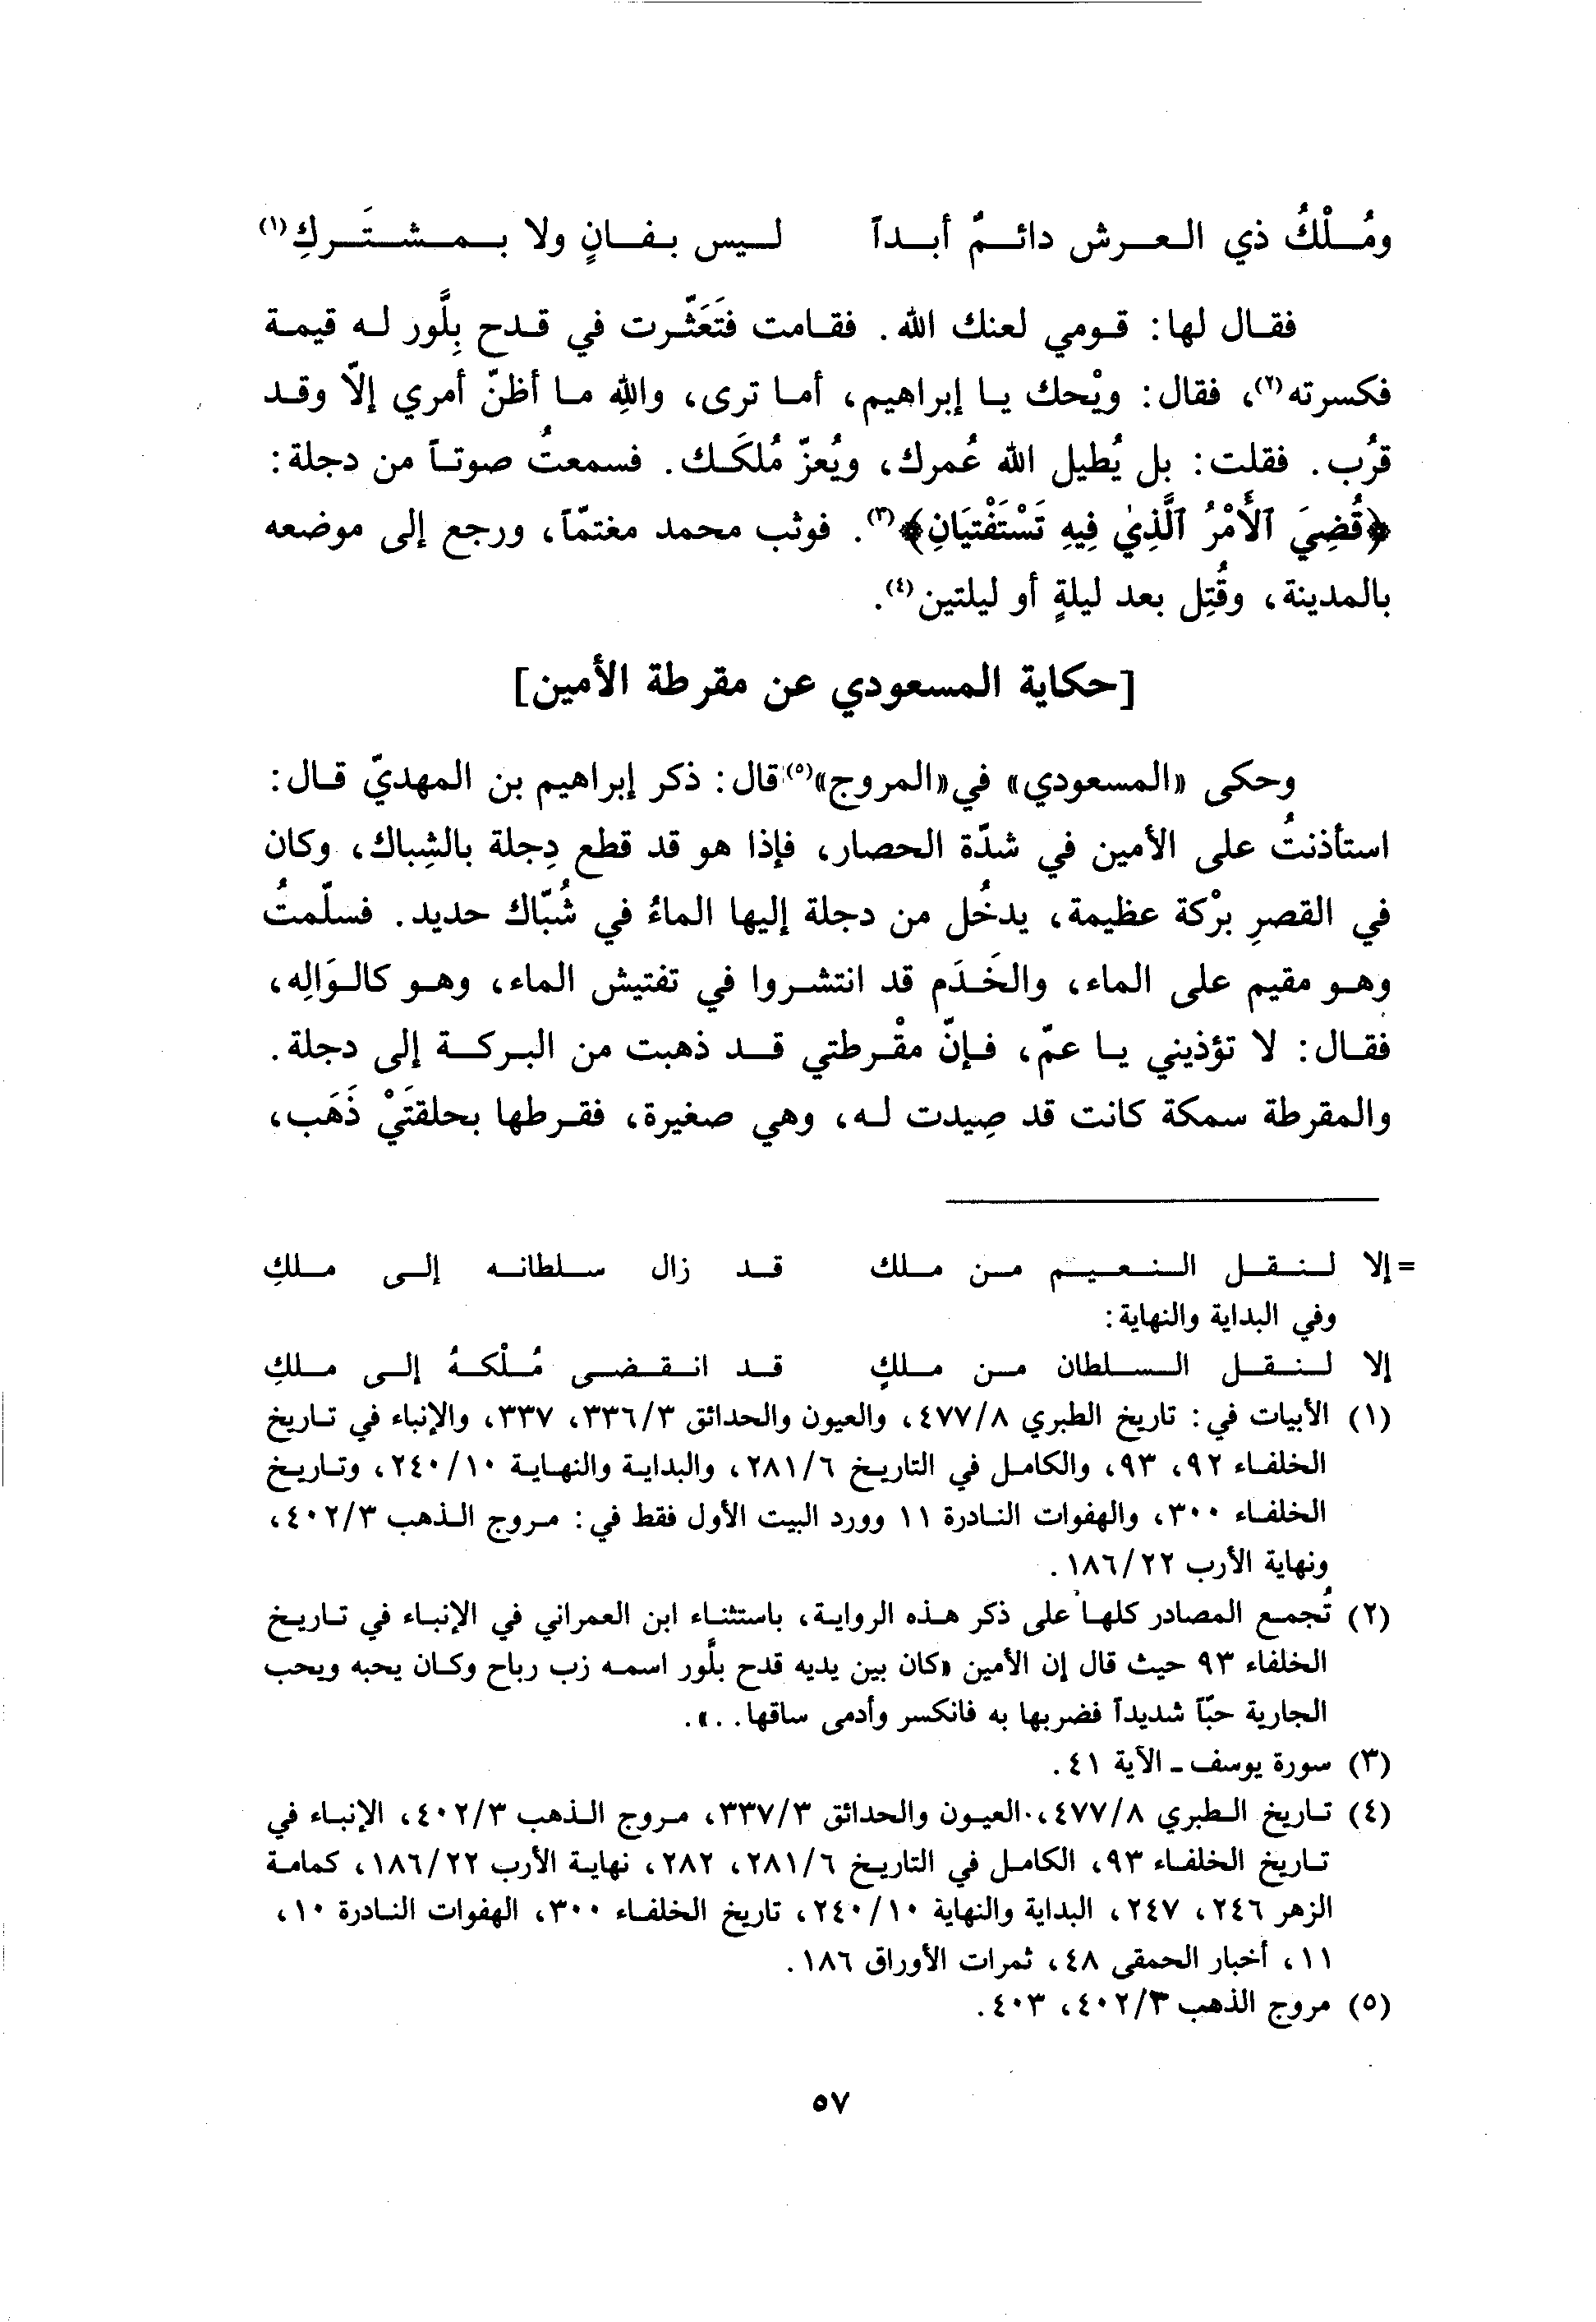 ومُلْكُ ذي العرش دائمٌ أبداً ليس بفانٍ ولا بمشتَركِ(١)
فقال لها: قومي لعنك الله. فقامت فتَعَثّرت في قدح بِلَّور له قيمة
فكسرته(٢)، فقال: ويْحك يا إبراهيم، أما ترى، واللهِ ما أظنّ أمري إلّا وقد
قرُب. فقلت: بل يُطيل الله عُمرك، ويُعزّ مُلكَك. فسمعتُ صوتاً من دجلة:
﴿قُضِيَ ٱلْأَمْرُ ٱلَّذِي فِيهِ تَسْتَفْتِيَانِ﴾(٣). فوثب محمد مغتمّاً، ورجع إلى موضعه
بالمدينة، وقُتِل بعد ليلةٍ أو ليلتين(٤).
[حكاية المسعودي عن مقرطة الأمين]
وحكى «المسعودي» في «المروج»(٥) قال: ذكر إبراهيم بن المهديّ قال:
استأذنتُ على الأمين في شدّة الحصار، فإذا هو قد قطع دِجلة بالشِباك، وكان
في القصرِ برْكة عظيمة، يدخُل من دجلة إليها الماءُ في شُبّاك حديد. فسلّمتُ
وهو مقيم على الماء، والخَدَم قد انتشروا في تفتيش الماء، وهو كالوَالِه،
فقال: لا تؤذيني يا عمّ، فإنّ مقْرطتي قد ذهبت من البركة إلى دجلة.
والمقرطة سمكة كانت قد صِيدت له، وهي صغيرة، فقرطها بحلقتَيْ ذَهَب،
=إلا لنقل النعيم من ملك قد زال سلطانه إلى ملكِ
وفي البداية والنهاية:
إلا لنقل السلطان من ملكٍ قد انقضى مُلْكهُ إلى ملكِ
(١) الأبيات في: تاريخ الطبري ٤٧٧/٨، والعيون والحدائق ٣٣٦/٣، ٣٣٧، والإنباء في تاريخ
الخلفاء ٩٢، ٩٣، والكامل في التاريخ ٢٨١/٦، والبداية والنهاية ٢٤٠/١٠، وتاريخ
الخلفاء ٣٠٠، والهفوات النادرة ١١ وورد البيت الأول فقط في: مروج الذهب ٤٠٢/٣،
ونهاية الأرب ١٨٦/٢٢.
(٢) تُجمع المصادر كلها على ذكر هذه الرواية، باستثناء ابن العمراني في الإنباء في تاريخ
الخلفاء ٩٣ حيث قال إن الأمين «كان بين يديه قدح بلَّور اسمه زب رباح وكان يحبه ويحب
الجارية حبّاً شديداً فضربها به فانكسر وأدمى ساقها..».
(٣) سورة يوسف ـ الآية ٤١.
(٤) تاريخ الطبري ٤٧٧/٨، العيون والحدائق ٣٣٧/٣، مروج الذهب ٤٠٢/٣، الإنباء في
تاريخ الخلفاء ٩٣، الكامل في التاريخ ٢٨١/٦، ٢٨٢، نهاية الأرب ١٨٦/٢٢، كمامة
الزهر ٢٤٦، ٢٤٧، البداية والنهاية ٢٤٠/١٠، تاريخ الخلفاء ٣٠٠، الهفوات النادرة ١٠،
١١، أخبار الحمقى ٤٨، ثمرات الأوراق ١٨٦.
(٥) مروج الذهب ٤٠٢/٣، ٤٠٣.
٥٧